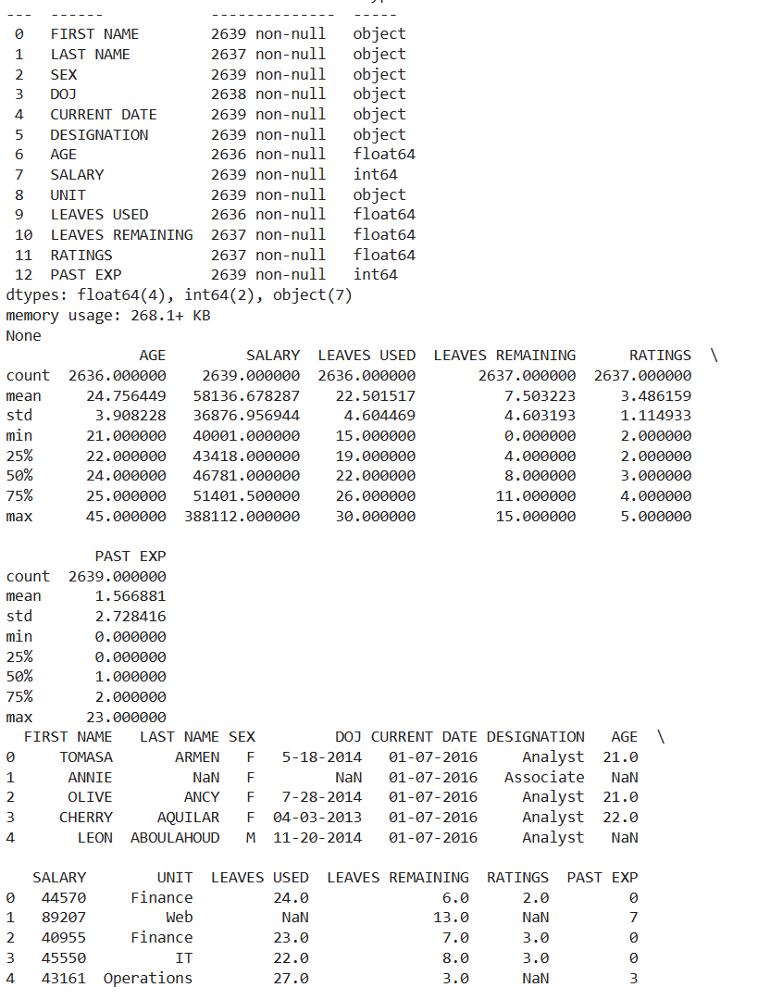 ---  ------            --------------  -----
 0   FIRST NAME        2639 non-null   object
 1   LAST NAME         2637 non-null   object
 2   SEX               2639 non-null   object
 3   DOJ               2638 non-null   object
 4   CURRENT DATE      2639 non-null   object
 5   DESIGNATION       2639 non-null   object
 6   AGE               2636 non-null   float64
 7   SALARY            2639 non-null   int64
 8   UNIT              2639 non-null   object
 9   LEAVES USED       2636 non-null   float64
 10  LEAVES REMAINING  2637 non-null   float64
 11  RATINGS           2637 non-null   float64
 12  PAST EXP          2639 non-null   int64
dtypes: float64(4), int64(2), object(7)
memory usage: 268.1+ KB
None
               AGE         SALARY  LEAVES USED  LEAVES REMAINING      RATINGS  \
count  2636.000000    2639.000000  2636.000000       2637.000000  2637.000000
mean     24.756449   58136.678287    22.501517          7.503223     3.486159
std       3.908228   36876.956944     4.604469          4.603193     1.114933
min      21.000000   40001.000000    15.000000          0.000000     2.000000
25%      22.000000   43418.000000    19.000000          4.000000     2.000000
50%      24.000000   46781.000000    22.000000          8.000000     3.000000
75%      25.000000   51401.500000    26.000000         11.000000     4.000000
max      45.000000  388112.000000    30.000000         15.000000     5.000000
          PAST EXP
count  2639.000000
mean      1.566881
std       2.728416
min       0.000000
25%       0.000000
50%       1.000000
75%       2.000000
max      23.000000
  FIRST NAME   LAST NAME SEX         DOJ CURRENT DATE DESIGNATION   AGE  \
0     TOMASA       ARMEN   F   5-18-2014   01-07-2016     Analyst  21.0
1      ANNIE         NaN   F         NaN   01-07-2016   Associate   NaN
2      OLIVE        ANCY   F   7-28-2014   01-07-2016     Analyst  21.0
3     CHERRY     AQUILAR   F  04-03-2013   01-07-2016     Analyst  22.0
4       LEON  ABOULAHOUD   M  11-20-2014   01-07-2016     Analyst   NaN
   SALARY        UNIT  LEAVES USED  LEAVES REMAINING  RATINGS  PAST EXP
0   44570     Finance         24.0               6.0      2.0         0
1   89207         Web          NaN              13.0      NaN         7
2   40955     Finance         23.0               7.0      3.0         0
3   45550          IT         22.0               8.0      3.0         0
4   43161  Operations         27.0               3.0      NaN         3